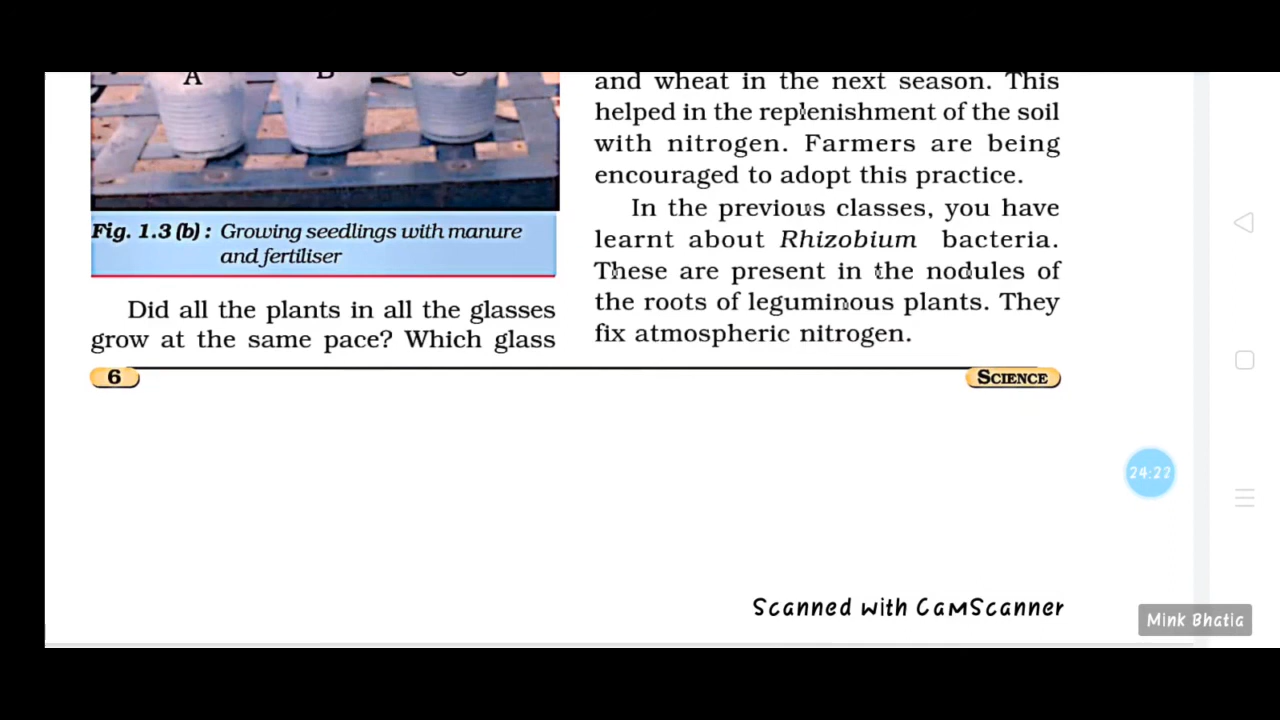 A B C
Fig. 1.3 (b) : Growing seedlings with manure
and fertiliser
Did all the plants in all the glasses
grow at the same pace? Which glass
and wheat in the next season. This
helped in the replenishment of the soil
with nitrogen. Farmers are being
encouraged to adopt this practice.
In the previous classes, you have
learnt about Rhizobium bacteria.
These are present in the nodules of
the roots of leguminous plants. They
fix atmospheric nitrogen.
6
SCIENCE
24:22
Scanned with CamScanner
Mink Bhatia